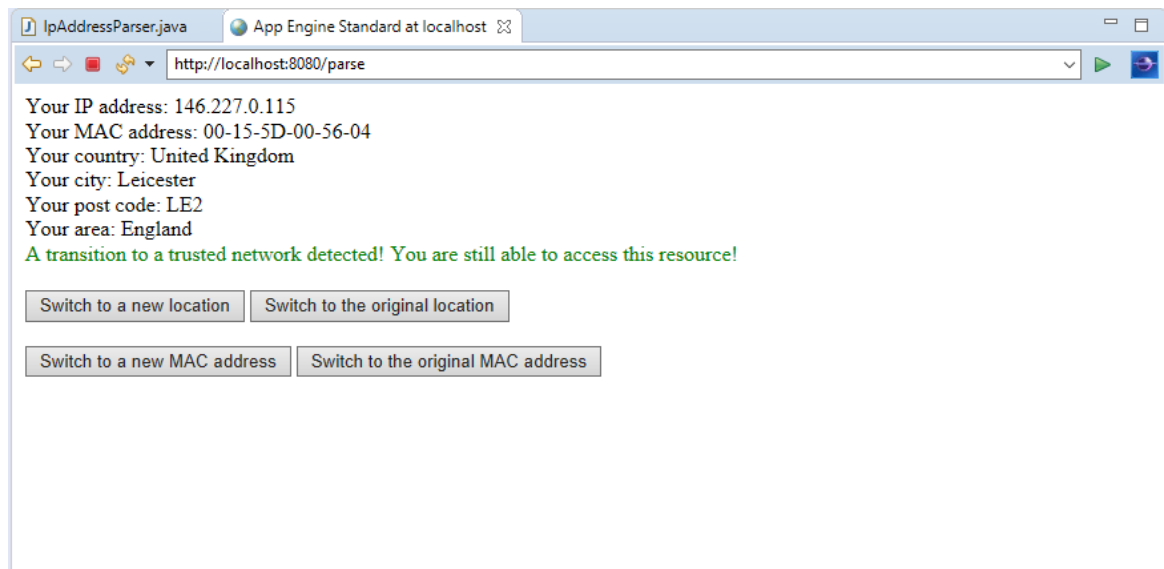 IpAddressParser.java App Engine Standard at localhost
http://localhost:8080/parse
Your IP address: 146.227.0.115
Your MAC address: 00-15-5D-00-56-04
Your country: United Kingdom
Your city: Leicester
Your post code: LE2
Your area: England
A transition to a trusted network detected! You are still able to access this resource!
Switch to a new location Switch to the original location
Switch to a new MAC address Switch to the original MAC address